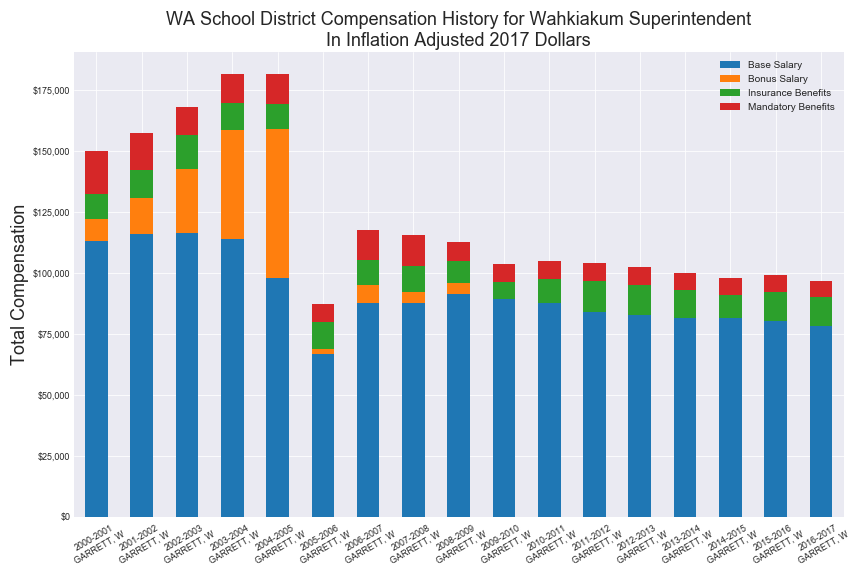 WA School District Compensation History for Wahkiakum Superintendent
In Inflation Adjusted 2017 Dollars
Base Salary
Bonus Salary
Insurance Benefits
Mandatory Benefits
Total Compensation
$175,000
$150,000
$125,000
$100,000
$75,000
$50,000
$25,000
$0
2000-2001
GARRETT, W
2001-2002
GARRETT, W
2002-2003
GARRETT, W
2003-2004
GARRETT, W
2004-2005
GARRETT, W
2005-2006
GARRETT, W
2006-2007
GARRETT, W
2007-2008
GARRETT, W
2008-2009
GARRETT, W
2009-2010
GARRETT, W
2010-2011
GARRETT, W
2011-2012
GARRETT, W
2012-2013
GARRETT, W
2013-2014
GARRETT, W
2014-2015
GARRETT, W
2015-2016
GARRETT, W
2016-2017
GARRETT, W